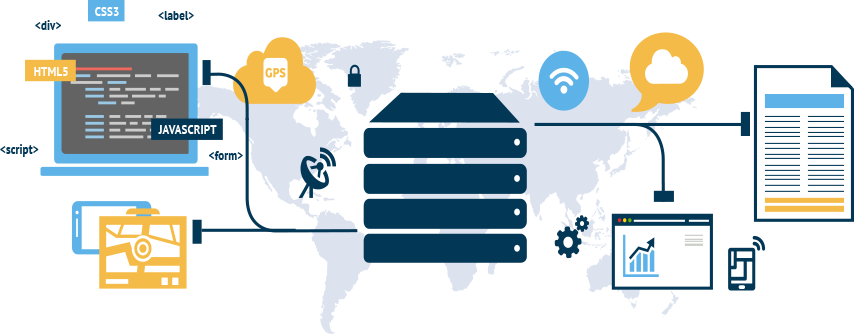 CSS3
<label>
<div>
HTML5
GPS
JAVASCRIPT
<script>
<form>